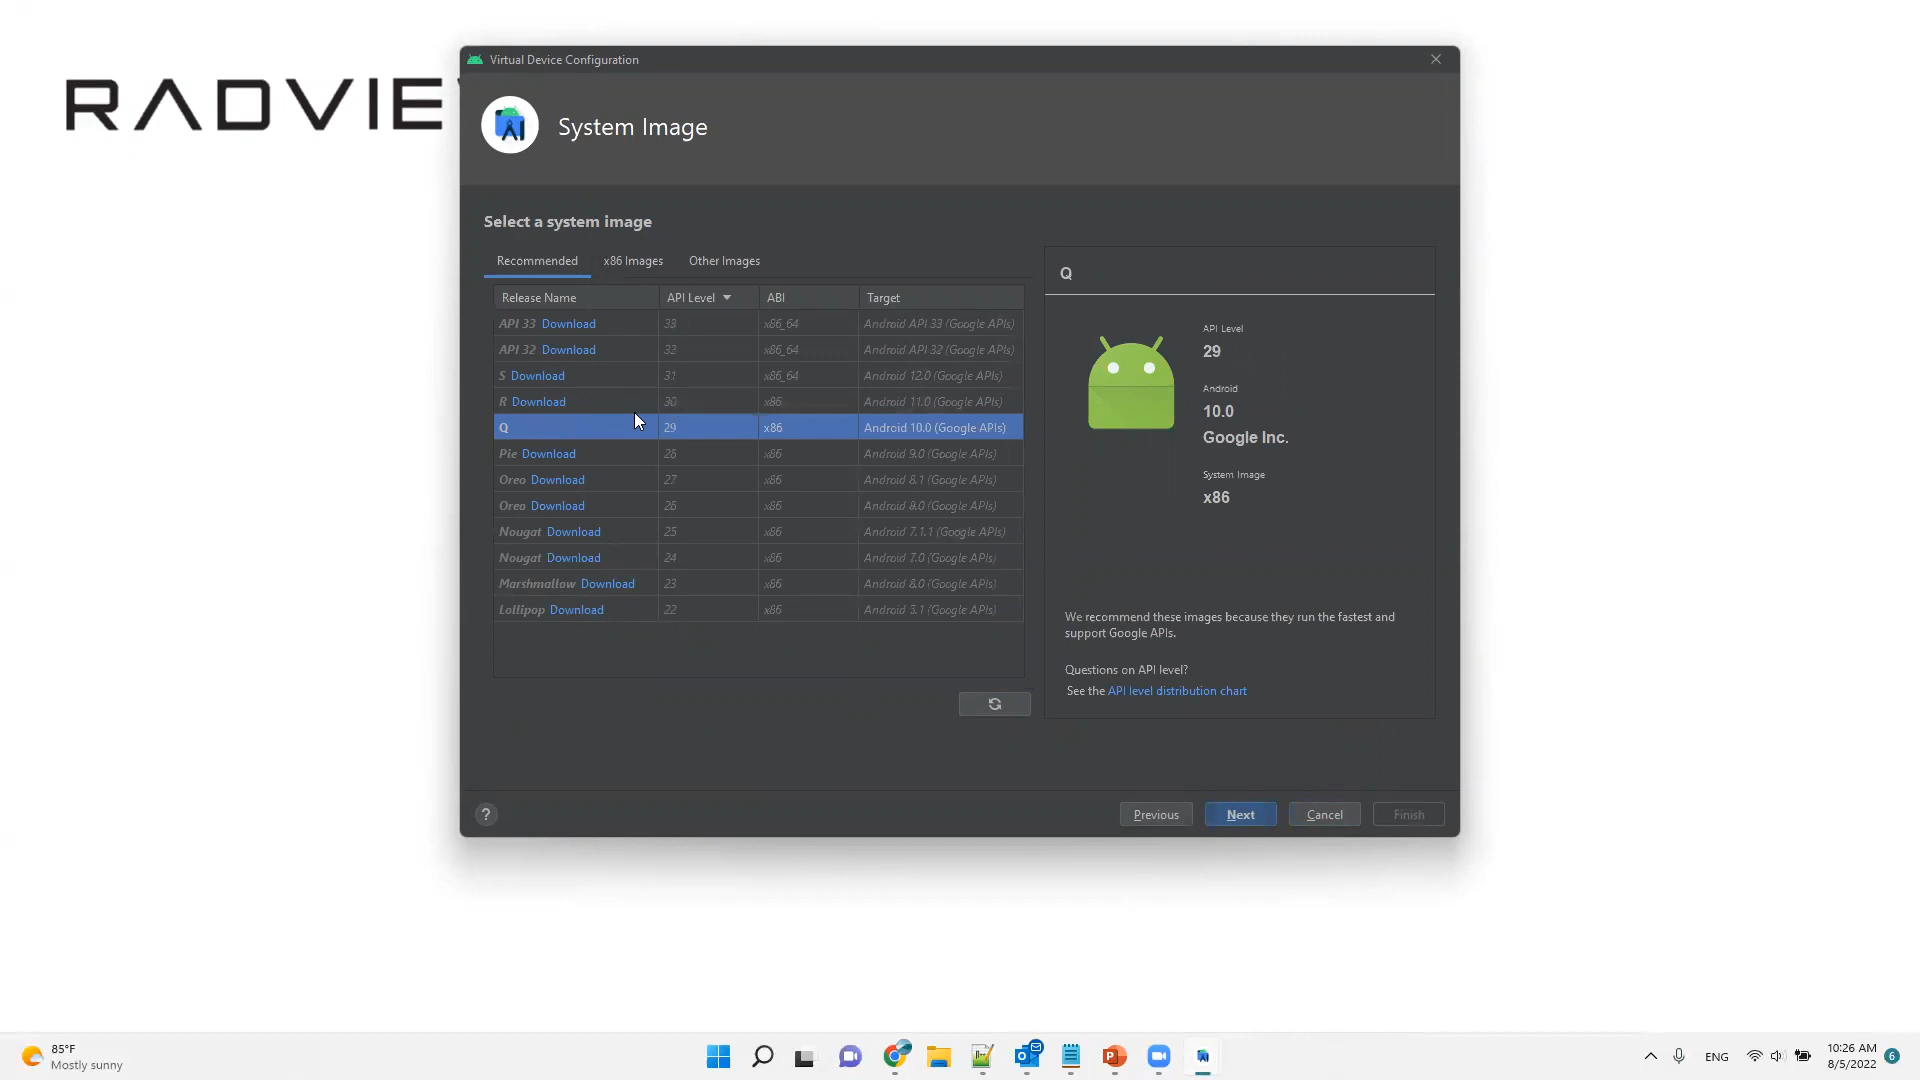 RADVIE
Virtual Device Configuration
System Image
Select a system image
Recommended x86 Images Other Images
Release Name API Level ABI Target
API 33 Download 33 x86_64 Android API 33 (Google APIs)
API 32 Download 32 x86_64 Android API 32 (Google APIs)
S Download 31 x86_64 Android 12.0 (Google APIs)
R Download 30 x86 Android 11.0 (Google APIs)
Q 29 x86 Android 10.0 (Google APIs)
Pie Download 28 x86 Android 9.0 (Google APIs)
Oreo Download 27 x86 Android 8.1 (Google APIs)
Oreo Download 26 x86 Android 8.0 (Google APIs)
Nougat Download 25 x86 Android 7.1.1 (Google APIs)
Nougat Download 24 x86 Android 7.0 (Google APIs)
Marshmallow Download 23 x86 Android 6.0 (Google APIs)
Lollipop Download 22 x86 Android 5.1 (Google APIs)
Q
API Level
29
Android
10.0
Google Inc.
System Image
x86
We recommend these images because they run the fastest and
support Google APIs.
Questions on API level?
See the API level distribution chart
? Previous Next Cancel Finish
85°F
Mostly sunny
ENG
10:26 AM
8/5/2022
6